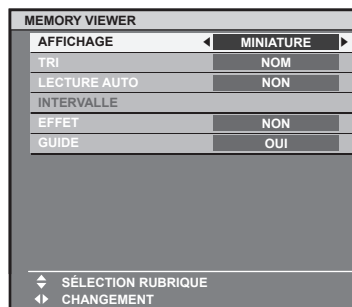 MEMORY VIEWER
AFFICHAGE MINIATURE
TRI NOM
LECTURE AUTO NON
INTERVALLE
EFFET NON
GUIDE OUI
SÉLECTION RUBRIQUE
CHANGEMENT